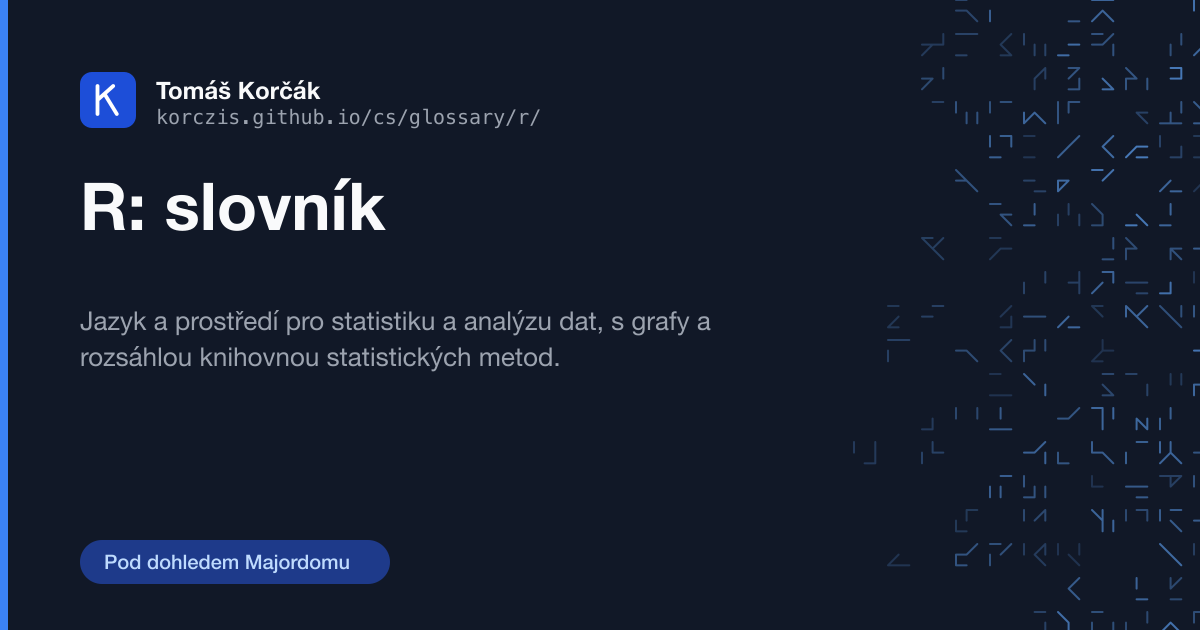 K
Tomáš Korčák
korczis.github.io/cs/glossary/r/
R: slovník
Jazyk a prostředí pro statistiku a analýzu dat, s grafy a
rozsáhlou knihovnou statistických metod.
Pod dohledem Majordomu